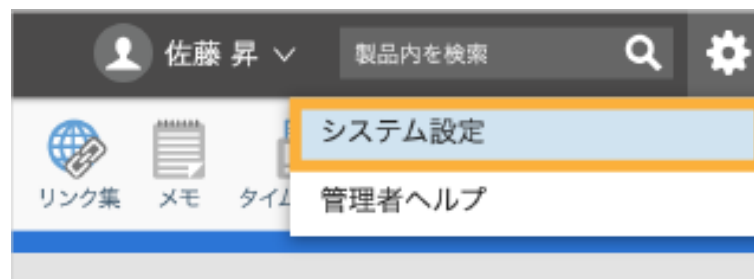 佐藤 昇
製品内を検索
システム設定
リンク集 メモ タイム
管理者ヘルプ